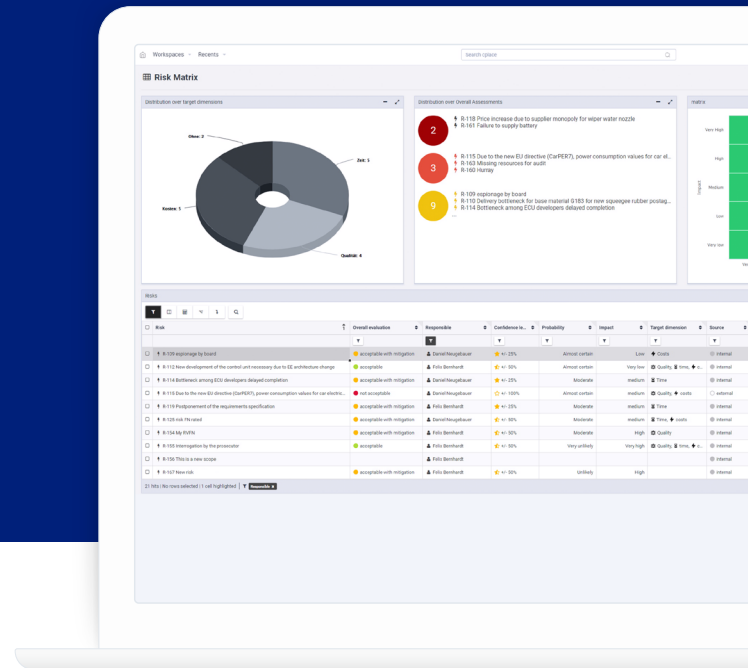 Workspaces Recents Search cplace
Risk Matrix
Distribution over target dimensions
Distribution over Overall Assessments
matrix
Ohne: 2
Zeit: 5
Kosten: 5
Qualität: 4
2
R-118 Price increase due to supplier monopoly for wiper water nozzle
R-161 Failure to supply battery
3
R-115 Due to the new EU directive (CarPER7), power consumption values for car el...
R-163 Missing resources for audit
R-160 Hurray
9
R-109 espionage by board
R-110 Delivery bottleneck for base material G183 for new squeegee rubber postag...
R-114 Bottleneck among ECU developers delayed completion
...
Impact
Very High
High
Medium
Low
Very low
Risks
Risk Overall evaluation Responsible Confidence le... Probability Impact Target dimension Source
R-109 espionage by board acceptable with mitigation Daniel Neugebauer +/- 25% Almost certain Low Costs internal
R-112 New development of the control unit necessary due to EE architecture change acceptable Felix Bernhardt +/- 50% Almost certain Very low Quality, time, internal
R-114 Bottleneck among ECU developers delayed completion acceptable with mitigation Daniel Neugebauer +/- 25% Moderate medium Time internal
R-115 Due to the new EU directive (CarPER7), power consumption values for car electric... not acceptable Daniel Neugebauer +/- 100% Almost certain medium Quality, costs external
R-119 Postponement of the requirements specification acceptable with mitigation Daniel Neugebauer +/- 25% Moderate medium Time internal
R-128 risk FN-rated acceptable with mitigation Daniel Neugebauer +/- 50% Moderate medium Time, costs internal
R-154 My RVFN acceptable with mitigation Felix Bernhardt +/- 50% Moderate High Quality internal
R-155 Interrogation by the prosecutor acceptable Felix Bernhardt +/- 50% Very unlikely Very high Quality, time, internal
R-156 This is a new scope Felix Bernhardt internal
R-167 New risk acceptable with mitigation Felix Bernhardt +/- 50% Unlikely High internal
21 hits | No rows selected | 1 cell highlighted | Responsible x